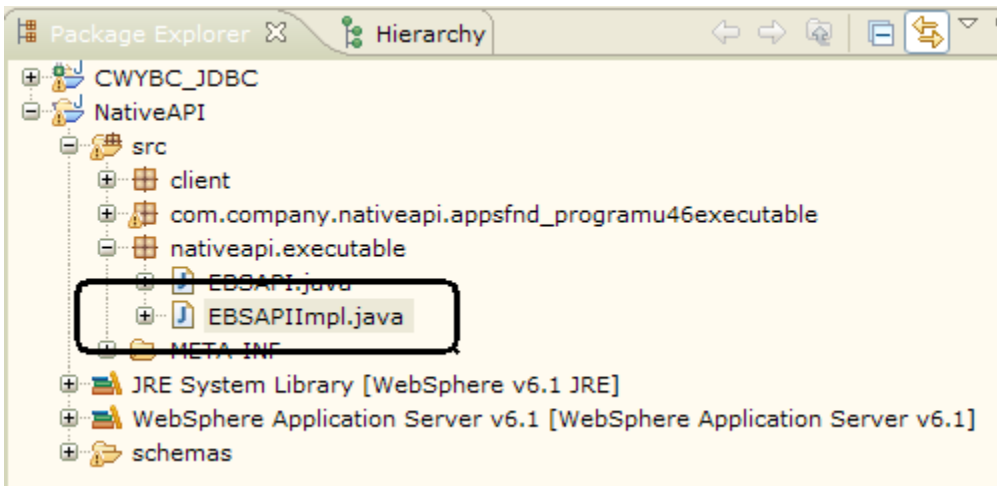 Package Explorer Hierarchy
CWYBC_JDBC
NativeAPI
src
client
com.company.nativeapi.appsfnd_programu46executable
nativeapi.executable
EBSAPI.java
EBSAPIImpl.java
META-INF
JRE System Library [WebSphere v6.1 JRE]
WebSphere Application Server v6.1 [WebSphere Application Server v6.1]
schemas